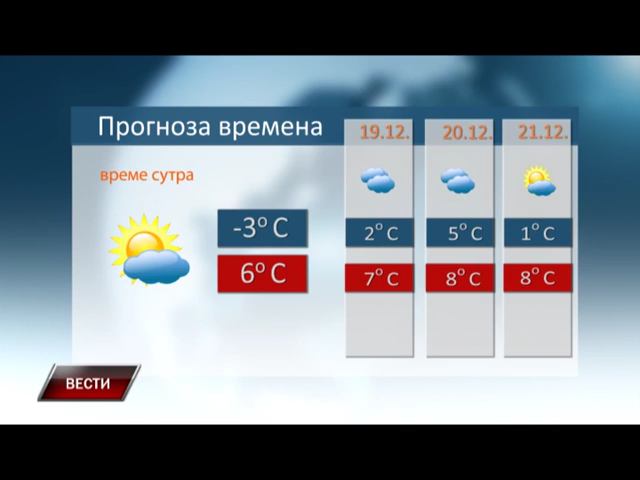 Прогноза времена
време сутра
-3° C
6° C
19.12.
2° C
7° C
20.12.
5° C
8° C
21.12.
1° C
8° C
ВЕСТИ